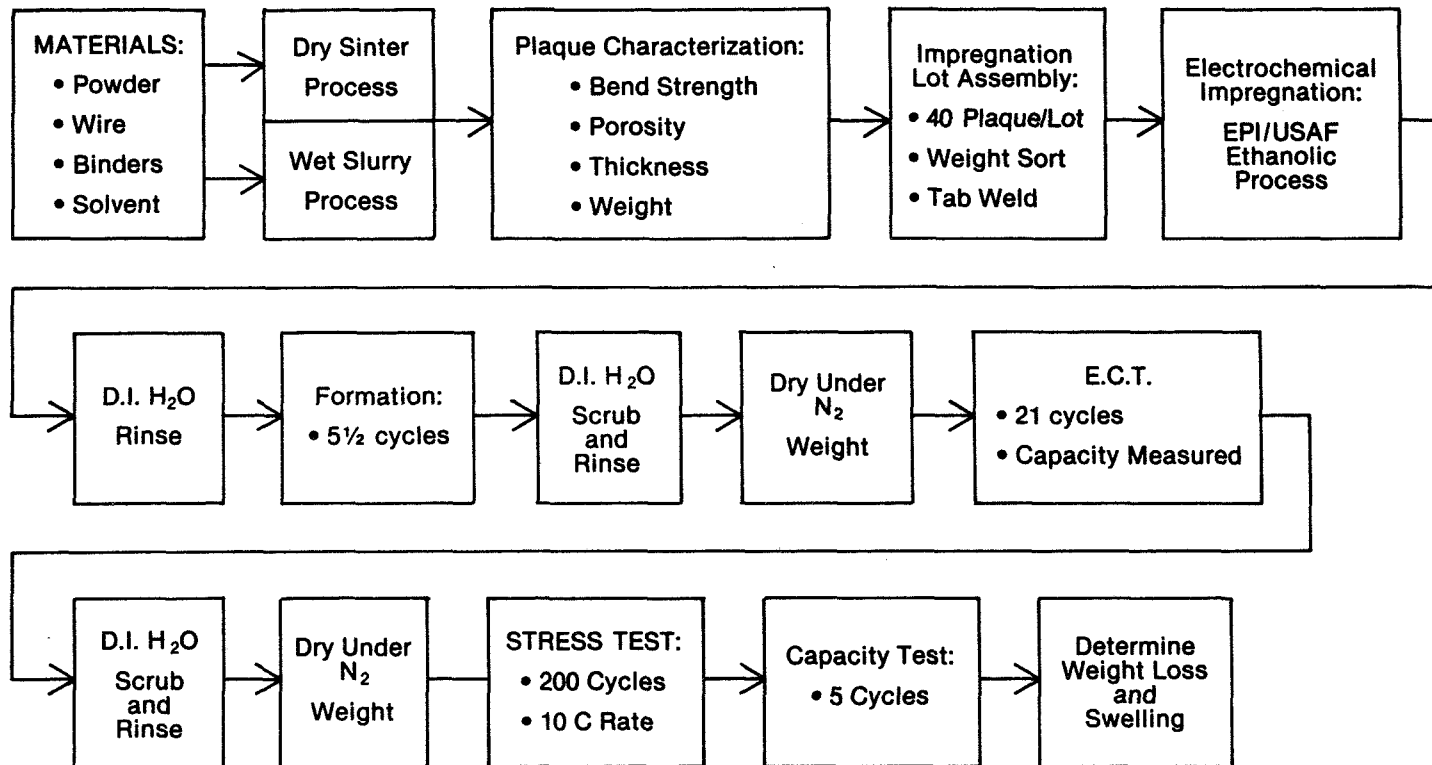 MATERIALS:
• Powder
• Wire
• Binders
• Solvent
Dry Sinter
Process
Wet Slurry
Process
Plaque Characterization:
• Bend Strength
• Porosity
• Thickness
• Weight
Impregnation
Lot Assembly:
• 40 Plaque/Lot
• Weight Sort
• Tab Weld
Electrochemical
Impregnation:
EPI/USAF
Ethanolic
Process
D.I. H₂O
Rinse
Formation:
• 5½ cycles
D.I. H₂O
Scrub
and
Rinse
Dry Under
N₂
Weight
E.C.T.
• 21 cycles
• Capacity Measured
D.I. H₂O
Scrub
and
Rinse
Dry Under
N₂
Weight
STRESS TEST:
• 200 Cycles
• 10 C Rate
Capacity Test:
• 5 Cycles
Determine
Weight Loss
and
Swelling